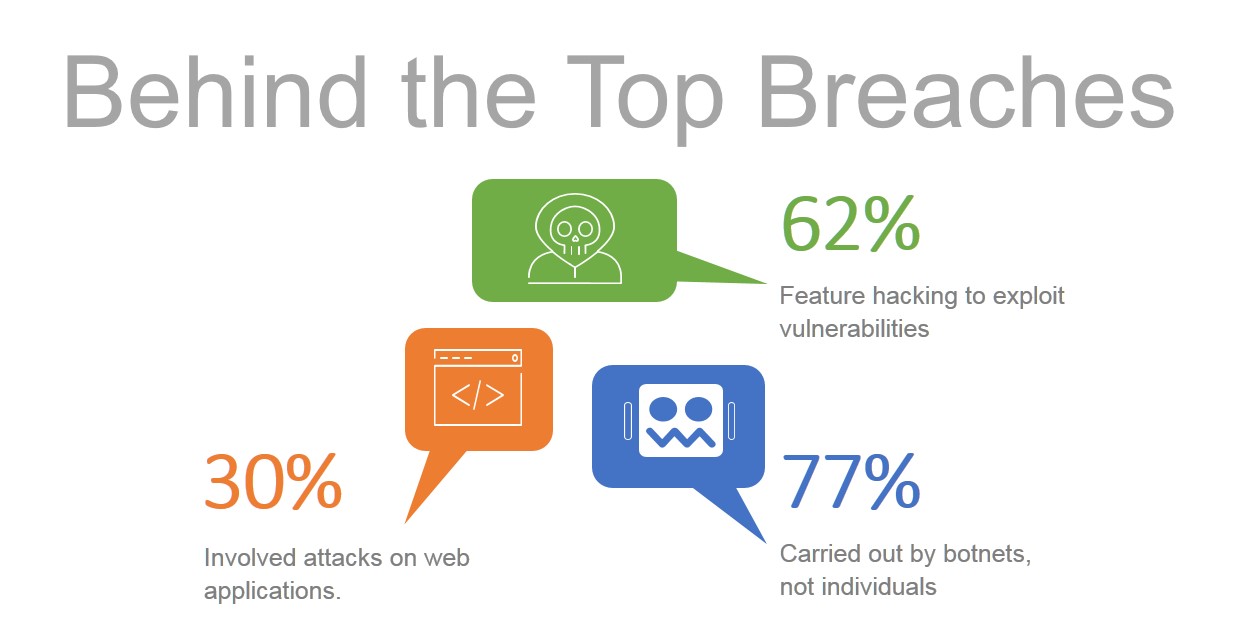 Behind the Top Breaches
62%
Feature hacking to exploit
vulnerabilities
</>
30%
Involved attacks on web
applications.
77%
Carried out by botnets,
not individuals